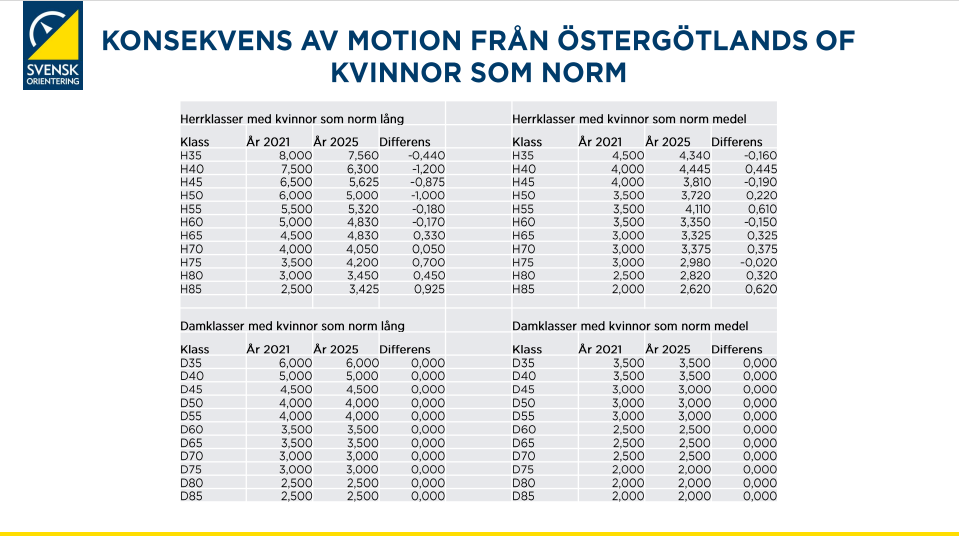 SVENSK
ORIENTERING
KONSEKVENS AV MOTION FRÅN ÖSTERGÖTLANDS OF
KVINNOR SOM NORM
Herrklasser med kvinnor som norm lång
Klass År 2021 År 2025 Differens
H35 8,000 7,560 -0,440
H40 7,500 6,300 -1,200
H45 6,500 5,625 -0,875
H50 6,000 5,000 -1,000
H55 5,500 5,320 -0,180
H60 5,000 4,830 -0,170
H65 4,500 4,830 0,330
H70 4,000 4,050 0,050
H75 3,500 4,200 0,700
H80 3,000 3,450 0,450
H85 2,500 3,425 0,925
Herrklasser med kvinnor som norm medel
Klass År 2021 År 2025 Differens
H35 4,500 4,340 -0,160
H40 4,000 4,445 0,445
H45 4,000 3,810 -0,190
H50 3,500 3,720 0,220
H55 3,500 4,110 0,610
H60 3,500 3,350 -0,150
H65 3,000 3,325 0,325
H70 3,000 3,375 0,375
H75 3,000 2,980 -0,020
H80 2,500 2,820 0,320
H85 2,000 2,620 0,620
Damklasser med kvinnor som norm lång
Klass År 2021 År 2025 Differens
D35 6,000 6,000 0,000
D40 5,000 5,000 0,000
D45 4,500 4,500 0,000
D50 4,000 4,000 0,000
D55 4,000 4,000 0,000
D60 3,500 3,500 0,000
D65 3,500 3,500 0,000
D70 3,000 3,000 0,000
D75 3,000 3,000 0,000
D80 2,500 2,500 0,000
D85 2,500 2,500 0,000
Damklasser med kvinnor som norm medel
Klass År 2021 År 2025 Differens
D35 3,500 3,500 0,000
D40 3,500 3,500 0,000
D45 3,000 3,000 0,000
D50 3,000 3,000 0,000
D55 3,000 3,000 0,000
D60 2,500 2,500 0,000
D65 2,500 2,500 0,000
D70 2,500 2,500 0,000
D75 2,000 2,000 0,000
D80 2,000 2,000 0,000
D85 2,000 2,000 0,000